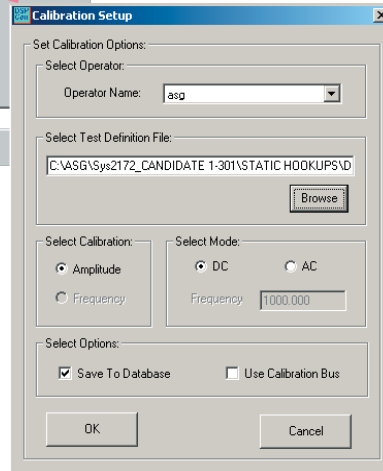 Calibration Setup
Set Calibration Options:
Select Operator:
Operator Name: asg
Select Test Definition File:
C:\ASG\Sys2172_CANDIDATE 1-301\STATIC HOOKUPS\D
Browse
Select Calibration: Select Mode:
Amplitude DC AC
Frequency Frequency 1000.000
Select Options:
Save To Database Use Calibration Bus
OK Cancel